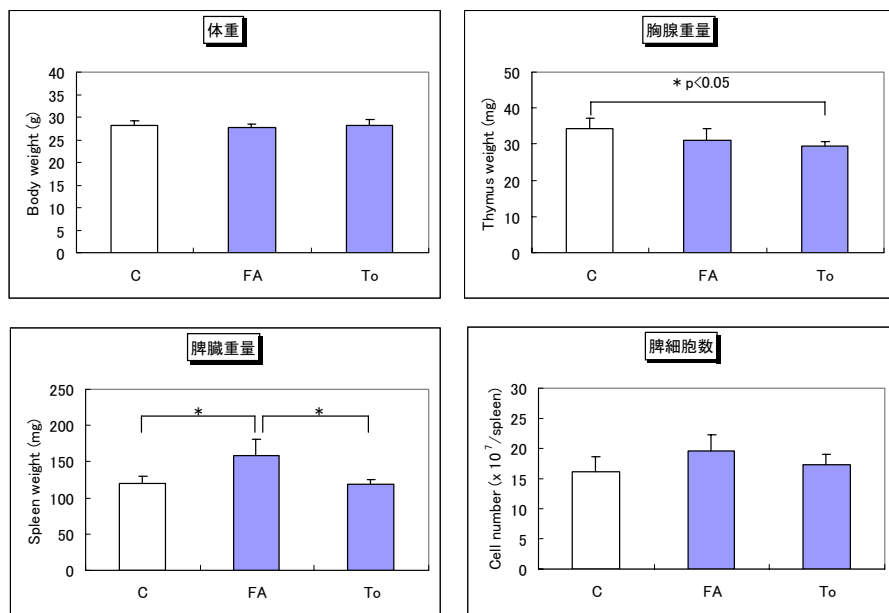 体重
Body weight (g)
40
35
30
25
20
15
10
5
0
C FA To
胸腺重量
Thymus weight (mg)
50
40
30
20
10
0
* p<0.05
C FA To
脾臓重量
Spleen weight (mg)
250
200
150
100
50
0
* *
C FA To
脾細胞数
Cell number (x 10⁷/spleen)
30
25
20
15
10
5
0
C FA To